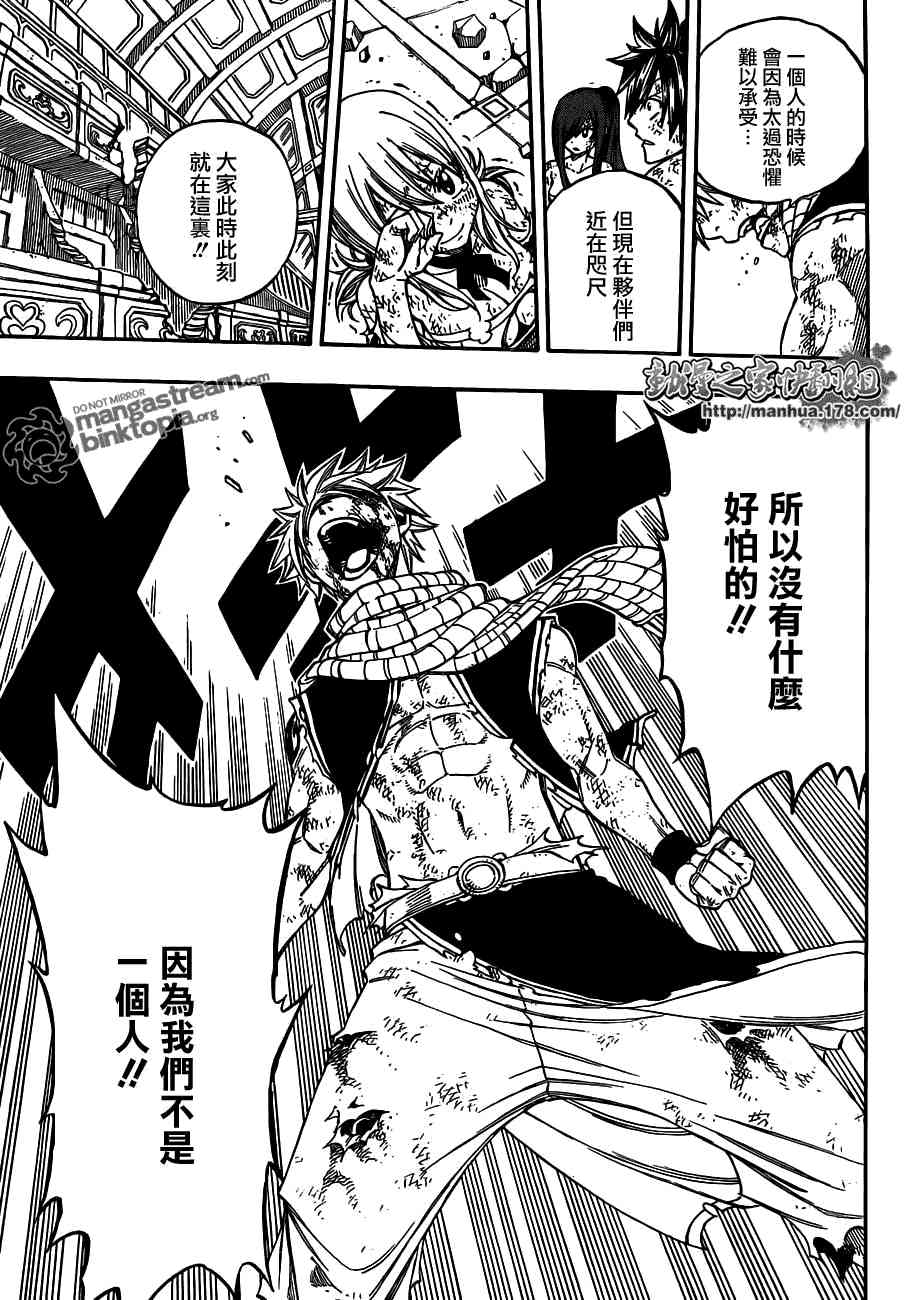 一個人的時候
會因為太過恐懼
難以承受…
但現在夥伴們
近在咫尺
大家此時此刻
就在這裏!!
http://manhua.178.com/
DO NOT MIRROR
mangastream.com
binktopia.org
所以沒有什麼
好怕的!!
因為我們不是
一個人!!